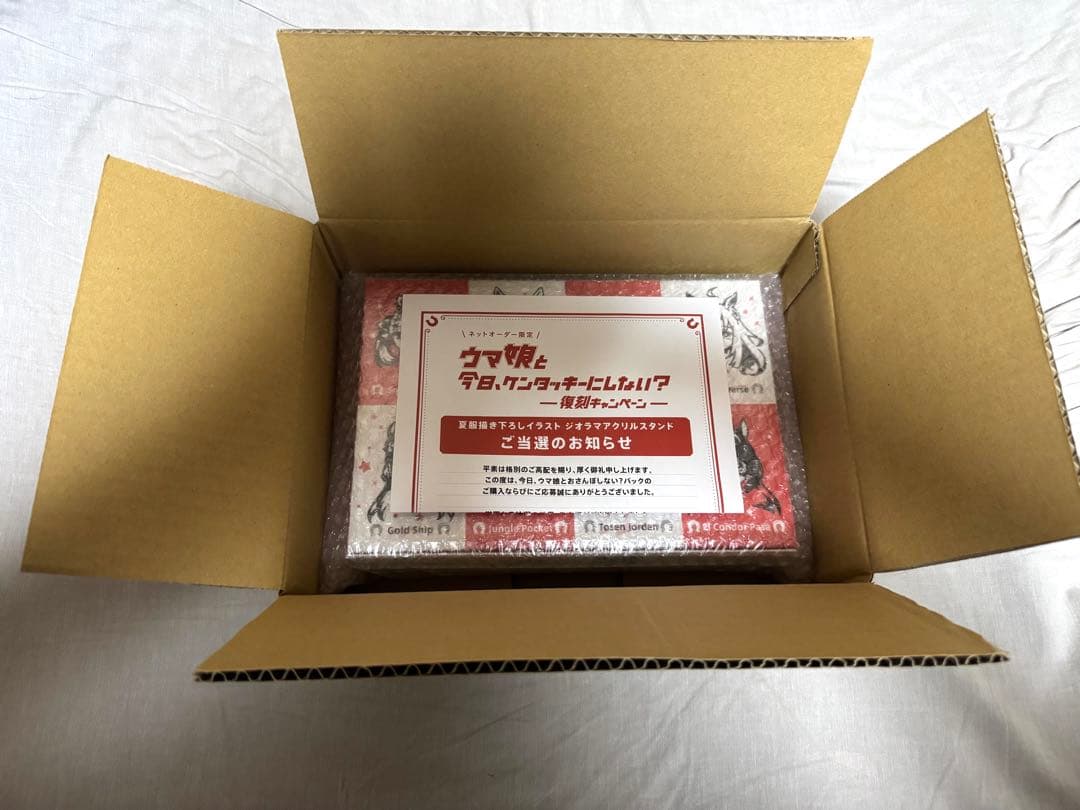 \ ネットオーダー限定 /
ウマ娘と
今日、ケンタッキーにしない?
― 復刻キャンペーン ―
夏服描き下ろしイラスト ジオラマアクリルスタンド
ご当選のお知らせ
平素は格別のご高配を賜り、厚く御礼申し上げます。
この度は、今日、ウマ娘とおさんぽしない?パックの
ご購入ならびにご応募誠にありがとうございました。
Gold Ship
Jungle Pocket
Tosen Jordan
El Condor Pasa